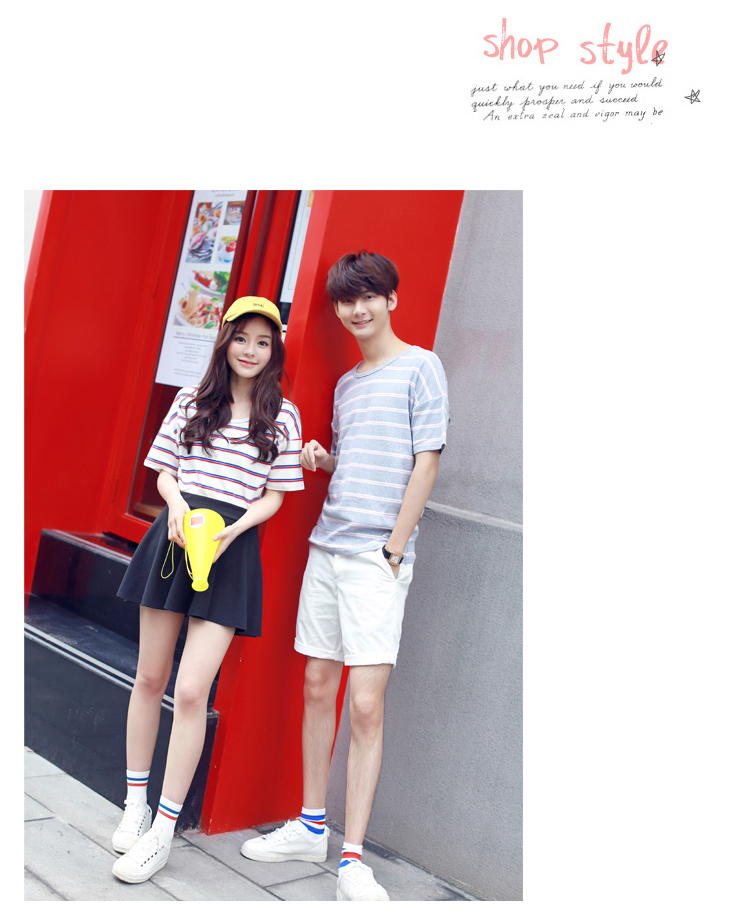 shop style
just what you need if you would
quickly prosper and succeed
An extra zeal and vigor may be